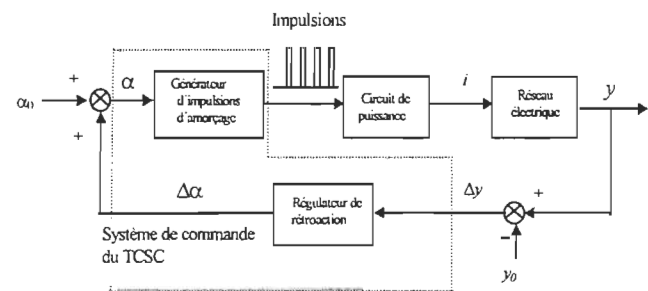 Impulsions
+
α₀
α
Générateur
d'impulsions
d'amorçage
Circuit de
puissance
i
Réseau
électrique
y
+
Δα
Régulateur de
rétroaction
Δy
+
−
y₀
Système de commande
du TCSC